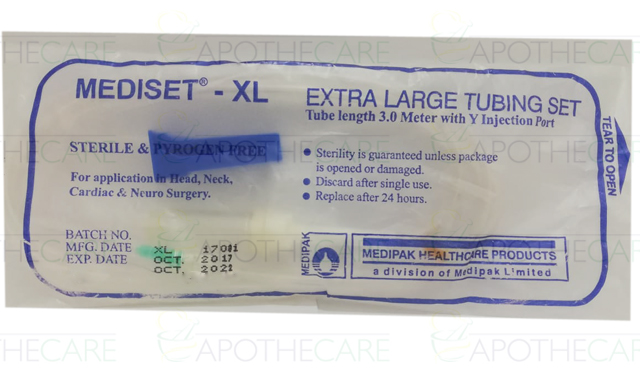 APOTHECARE
MEDISET® - XL
EXTRA LARGE TUBING SET
Tube length 3.0 Meter with Y Injection Port
STERILE & PYROGEN FREE
For application in Head, Neck,
Cardiac & Neuro Surgery.
● Sterility is guaranteed unless package
is opened or damaged.
● Discard after single use.
● Replace after 24 hours.
TEAR TO OPEN
BATCH NO. XL 17081
MFG. DATE OCT. 2017
EXP. DATE OCT. 2022
MEDIPAK
MEDIPAK HEALTHCARE PRODUCTS
a division of Medipak Limited
APOTHECARE